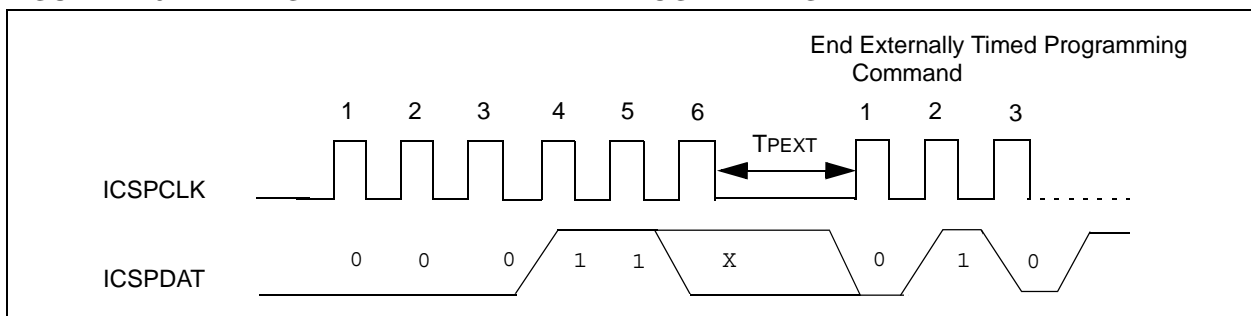 End Externally Timed Programming
Command
1 2 3 4 5 6 1 2 3
TPEXT
ICSPCLK
0 0 0 1 1 X 0 1 0
ICSPDAT